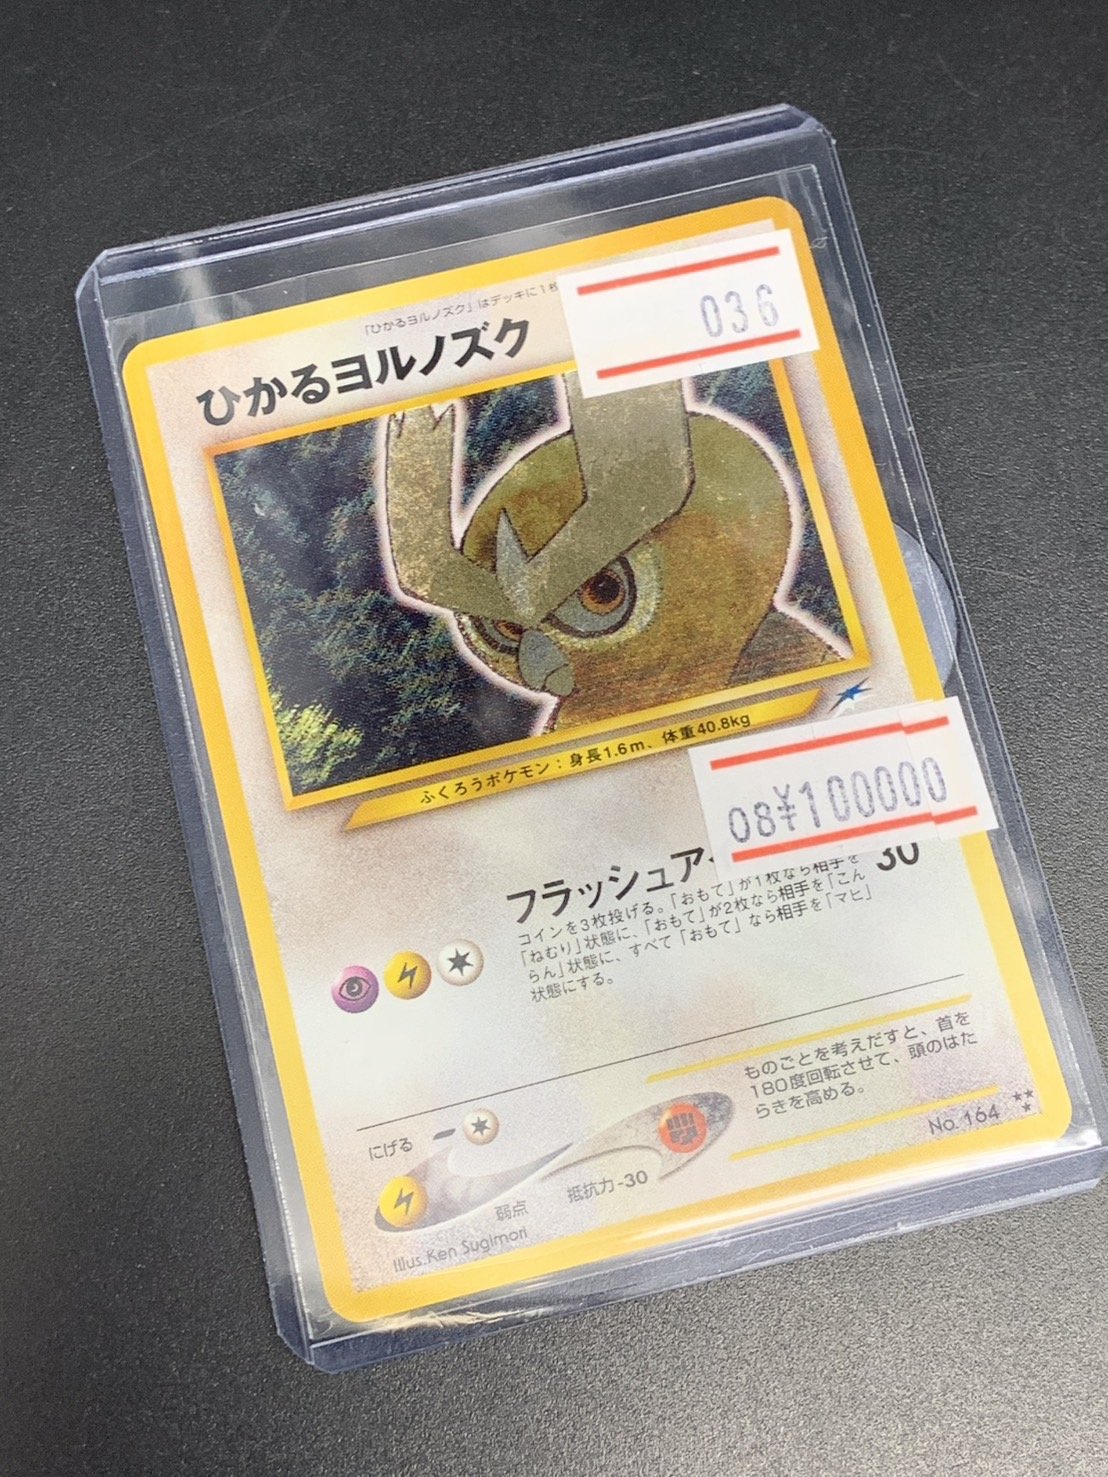 「ひかるヨルノズク」はデッキに1枚
036
ひかるヨルノズク
ふくろうポケモン：身長1.6m、体重40.8kg
08¥100000
フラッシュア
30
コインを3枚投げる。「おもて」が1枚なら相手を
「ねむり」状態に、「おもて」が2枚なら相手を「こん
らん」状態に、すべて「おもて」なら相手を「マヒ」
状態にする。
ものごとを考えだすと、首を
180度回転させて、頭のはた
らきを高める。
にげる
No. 164
抵抗力-30
弱点
Illus. Ken Sugimori